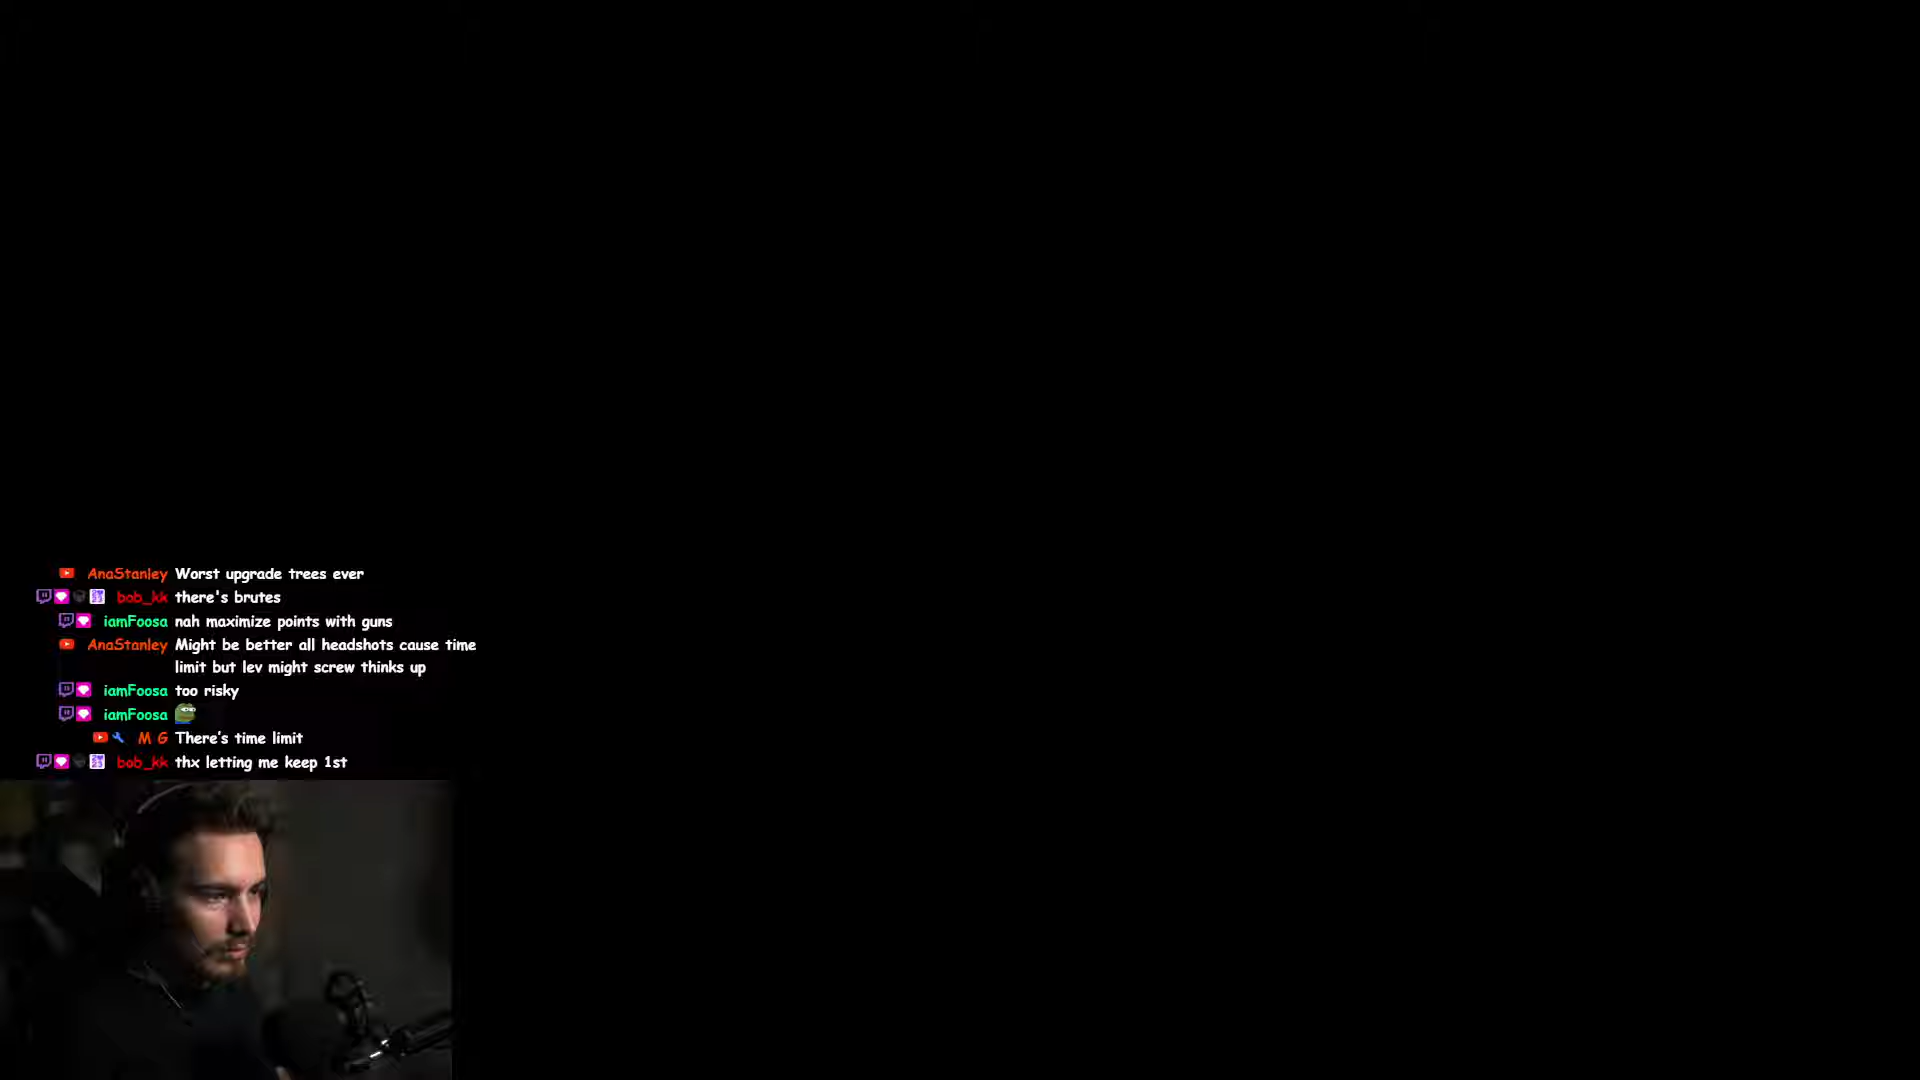 AnaStanley Worst upgrade trees ever
bob_kk there's brutes
iamFoosa nah maximize points with guns
AnaStanley Might be better all headshots cause time
limit but lev might screw thinks up
iamFoosa too risky
iamFoosa
M G There's time limit
bob_kk thx letting me keep 1st